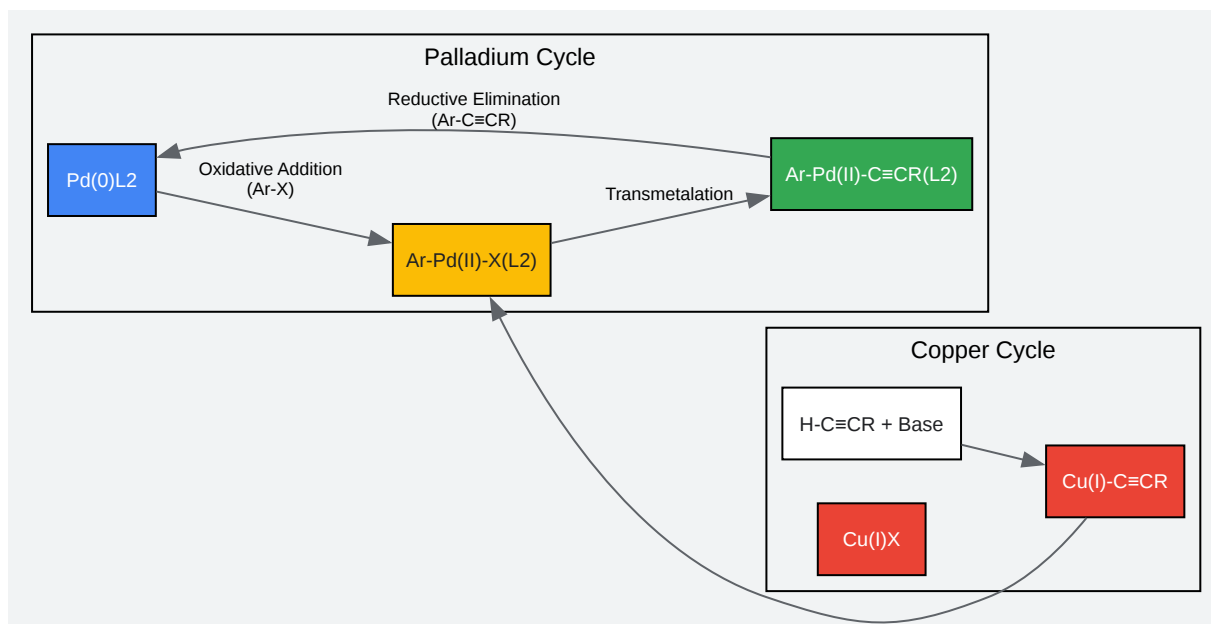 Palladium Cycle
Reductive Elimination
(Ar-C≡CR)
Pd(0)L2
Oxidative Addition
(Ar-X)
Transmetalation
Ar-Pd(II)-C≡CR(L2)
Ar-Pd(II)-X(L2)
Copper Cycle
H-C≡CR + Base
Cu(I)-C≡CR
Cu(I)X